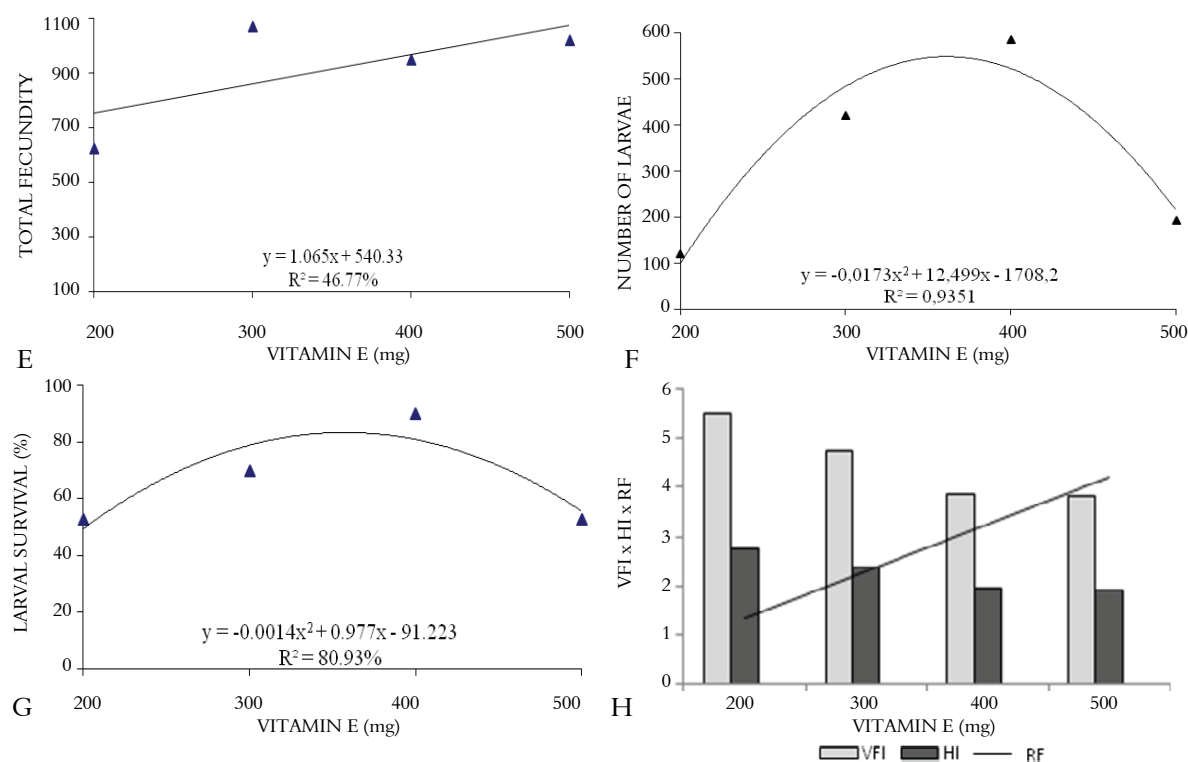 TOTAL FECUNDITY
1100
900
700
500
300
100
y = 1.065x + 540.33
R² = 46.77%
200 300 400 500
VITAMIN E (mg)
E
NUMBER OF LARVAE
600
500
400
300
200
100
0
y = -0,0173x² + 12,499x - 1708,2
R² = 0,9351
200 300 400 500
VITAMIN E (mg)
F
LARVAL SURVIVAL (%)
100
80
60
40
20
0
y = -0.0014x² + 0.977x - 91.223
R² = 80.93%
200 300 400 500
VITAMIN E (mg)
G
VFI x HI x RF
6
5
4
3
2
1
0
200 300 400 500
VITAMIN E (mg)
H
VFI HI RF